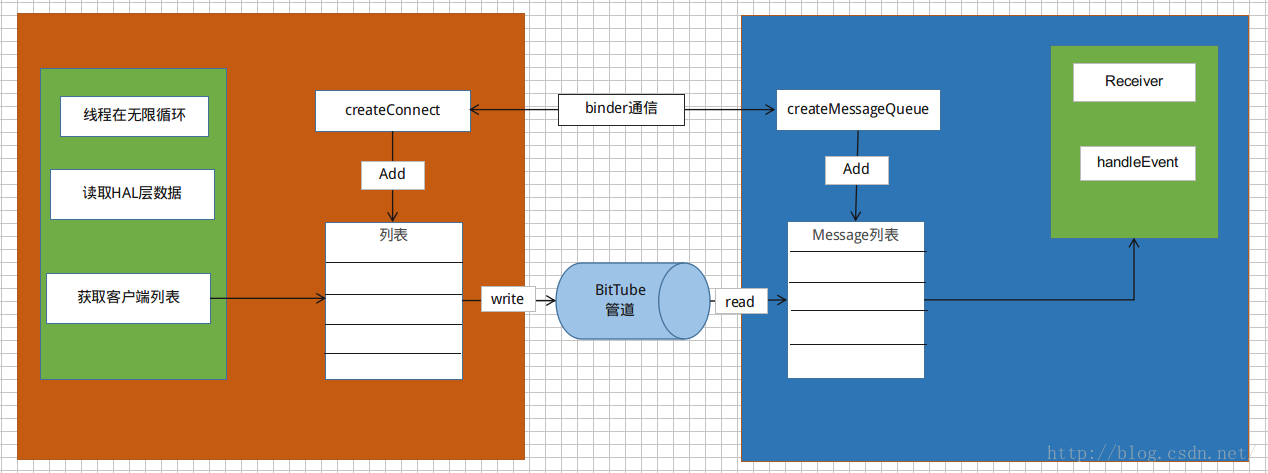 线程在无限循环
读取HAL层数据
获取客户端列表
createConnect
Add
列表
write
binder通信
BitTube
管道
read
createMessageQueue
Add
Message列表
Receiver
handleEvent
http://blog.csdn.net/